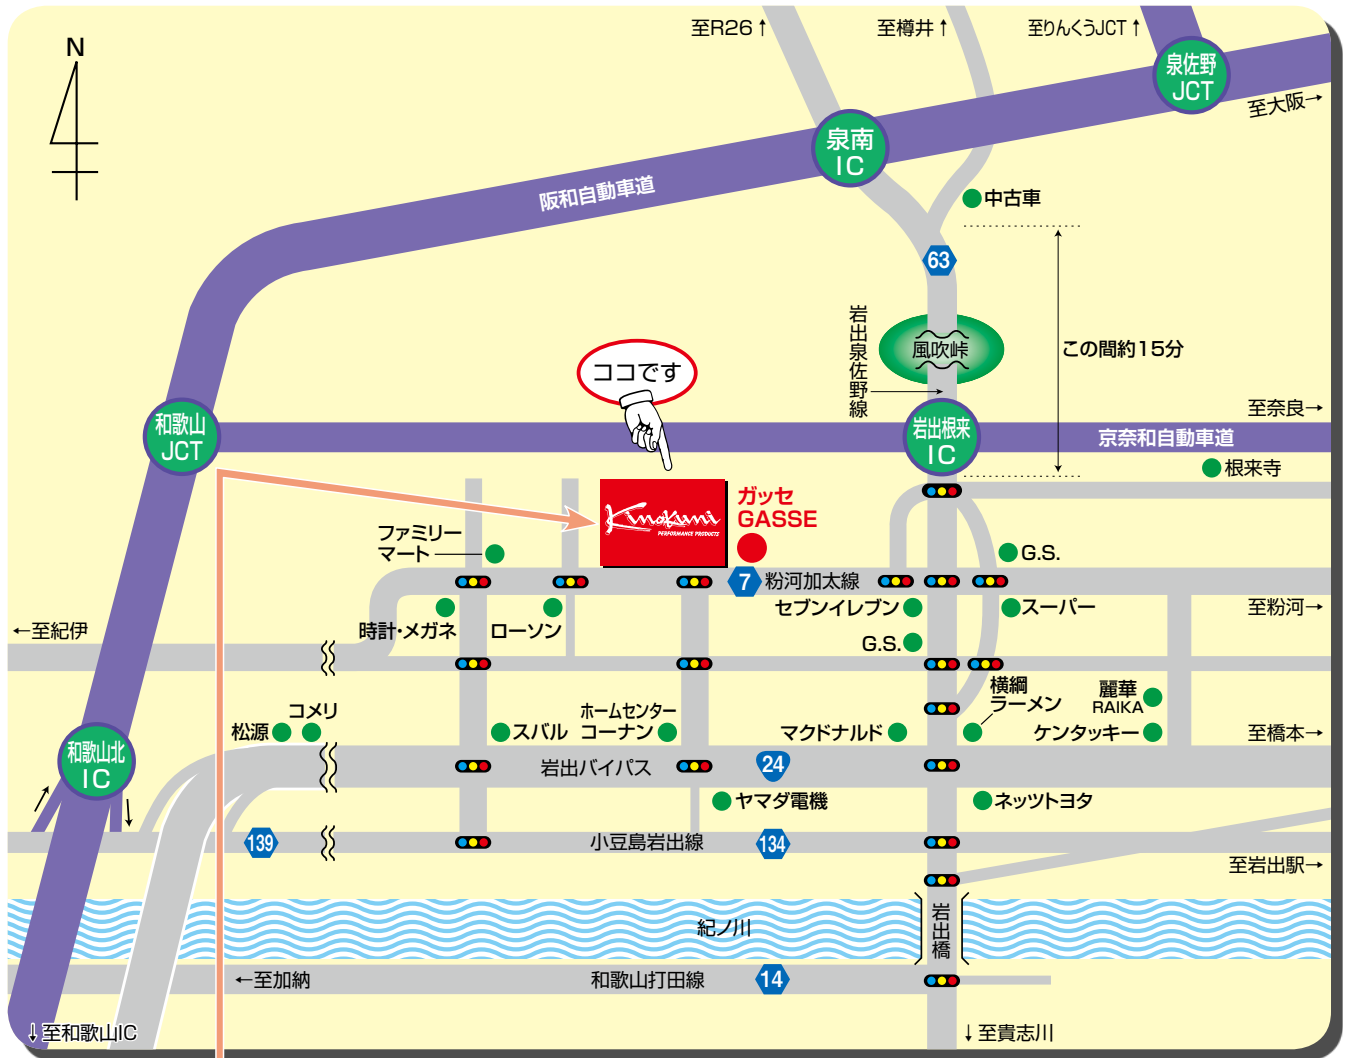 至R26↑
至樽井↑
至りんくうJCT↑
N
泉佐野
JCT
至大阪→
泉南
IC
阪和自動車道
中古車
63
岩出泉佐野線
風吹峠
この間約15分
ココです
至奈良→
和歌山
JCT
岩出根来
IC
京奈和自動車道
根来寺
Kinokuni
PERFORMANCE PRODUCTS
ガッセ
GASSE
ファミリー
マート
G.S.
7
粉河加太線
時計・メガネ
ローソン
セブンイレブン
スーパー
至粉河→
←至紀伊
G.S.
横綱
ラーメン
麗華
RAIKA
コメリ
松源
スバル
ホームセンター
コーナン
マクドナルド
ケンタッキー
至橋本→
和歌山北
IC
岩出バイパス
24
ヤマダ電機
ネッツトヨタ
139
小豆島岩出線
134
至岩出駅→
紀ノ川
岩出橋
←至加納
和歌山打田線
14
↓至和歌山IC
↓至貴志川